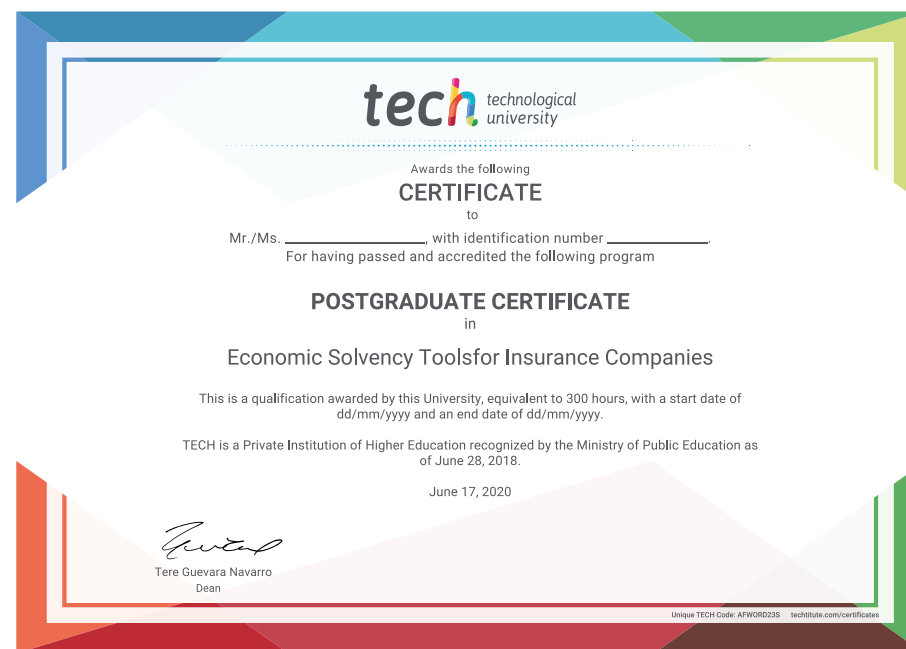 tech technological
university
Awards the following
CERTIFICATE
to
Mr./Ms. ____________________, with identification number ______________.
For having passed and accredited the following program
POSTGRADUATE CERTIFICATE
in
Economic Solvency Toolsfor Insurance Companies
This is a qualification awarded by this University, equivalent to 300 hours, with a start date of
dd/mm/yyyy and an end date of dd/mm/yyyy.
TECH is a Private Institution of Higher Education recognized by the Ministry of Public Education as
of June 28, 2018.
June 17, 2020
Tere Guevara Navarro
Dean
Unique TECH Code: AFWORD23S techtitute.com/certificates